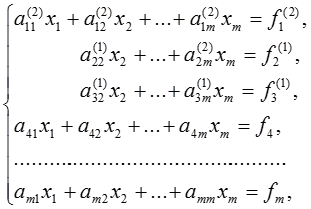 a_{11}^{(2)}x_1 + a_{12}^{(2)}x_2 + ... + a_{1m}^{(2)}x_m = f_1^{(2)},
a_{22}^{(1)}x_2 + ... + a_{2m}^{(2)}x_m = f_2^{(1)},
a_{32}^{(1)}x_2 + ... + a_{3m}^{(1)}x_m = f_3^{(1)},
a_{41}x_1 + a_{42}x_2 + ... + a_{4m}x_m = f_4,
..........................................
a_{m1}x_1 + a_{m2}x_2 + ... + a_{mm}x_m = f_m,